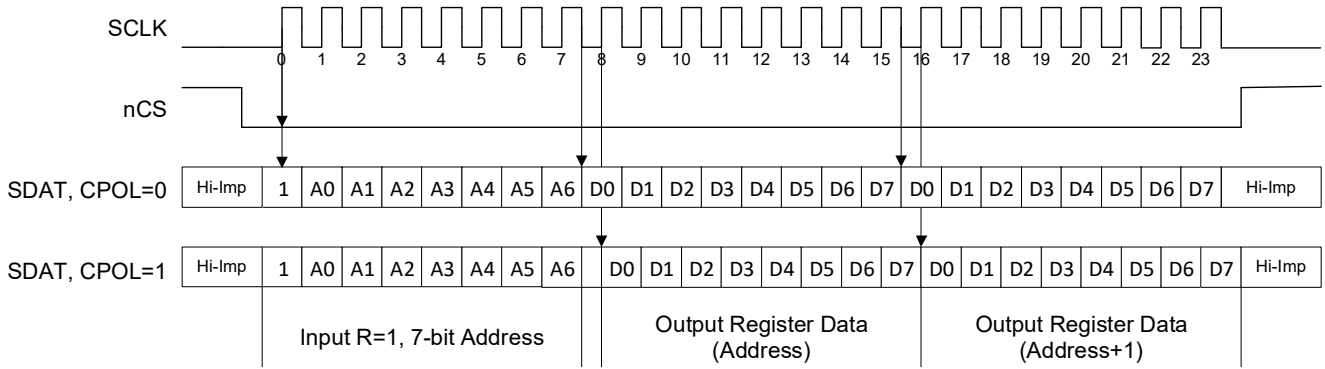 SCLK
0 1 2 3 4 5 6 7 8 9 10 11 12 13 14 15 16 17 18 19 20 21 22 23
nCS
SDAT, CPOL=0 Hi-Imp 1 A0 A1 A2 A3 A4 A5 A6 D0 D1 D2 D3 D4 D5 D6 D7 D0 D1 D2 D3 D4 D5 D6 D7 Hi-Imp
SDAT, CPOL=1 Hi-Imp 1 A0 A1 A2 A3 A4 A5 A6 D0 D1 D2 D3 D4 D5 D6 D7 D0 D1 D2 D3 D4 D5 D6 D7 Hi-Imp
Input R=1, 7-bit Address
Output Register Data
(Address)
Output Register Data
(Address+1)